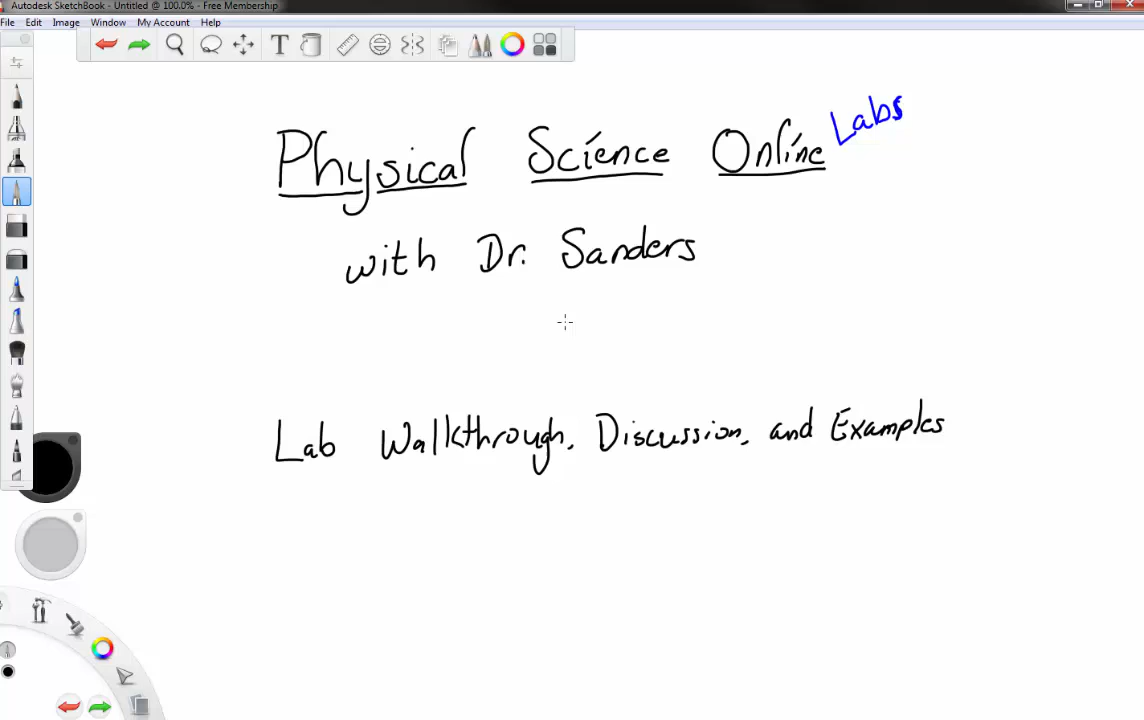 Autodesk SketchBook - Untitled @ 100.0% - Free Membership
File Edit Image Window My Account Help
T
Physical Science Online Labs
with Dr. Sanders
Lab Walkthrough, Discussion, and Examples